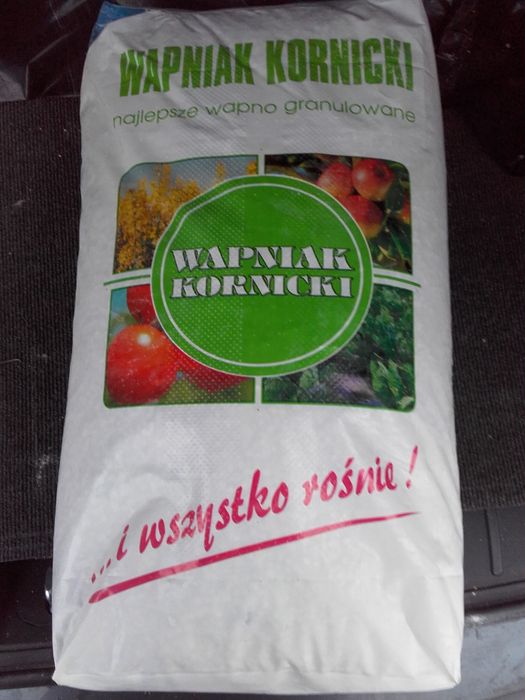 WAPNIAK KORNICKI
najlepsze wapno granulowane
WAPNIAK
KORNICKI
...i wszystko rośnie!